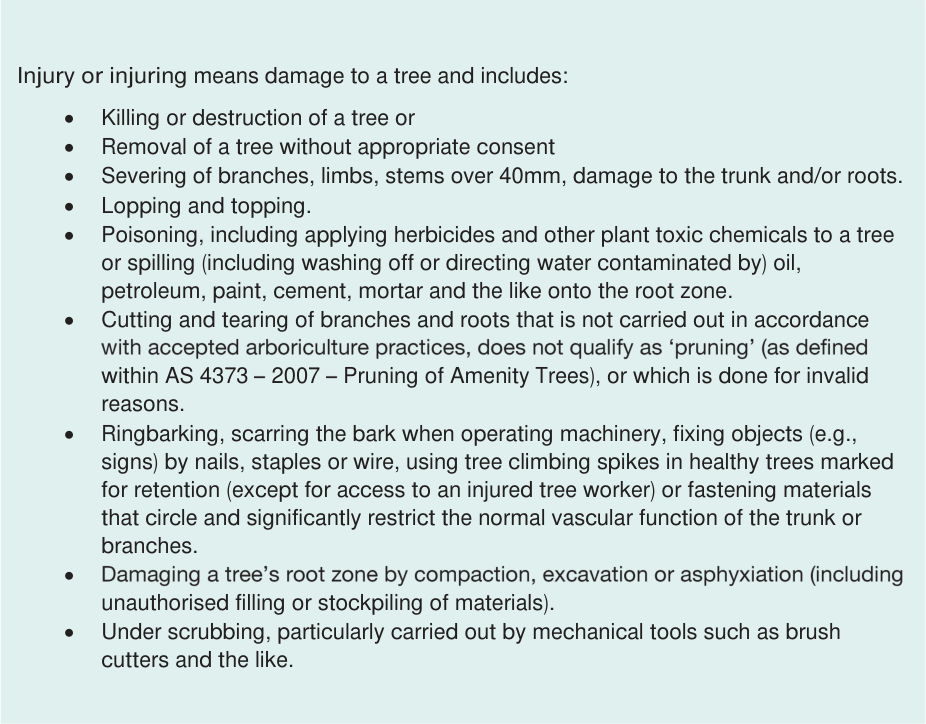 Injury or injuring means damage to a tree and includes:
• Killing or destruction of a tree or
• Removal of a tree without appropriate consent
• Severing of branches, limbs, stems over 40mm, damage to the trunk and/or roots.
• Lopping and topping.
• Poisoning, including applying herbicides and other plant toxic chemicals to a tree
or spilling (including washing off or directing water contaminated by) oil,
petroleum, paint, cement, mortar and the like onto the root zone.
• Cutting and tearing of branches and roots that is not carried out in accordance
with accepted arboriculture practices, does not qualify as ‘pruning’ (as defined
within AS 4373 – 2007 – Pruning of Amenity Trees), or which is done for invalid
reasons.
• Ringbarking, scarring the bark when operating machinery, fixing objects (e.g.,
signs) by nails, staples or wire, using tree climbing spikes in healthy trees marked
for retention (except for access to an injured tree worker) or fastening materials
that circle and significantly restrict the normal vascular function of the trunk or
branches.
• Damaging a tree’s root zone by compaction, excavation or asphyxiation (including
unauthorised filling or stockpiling of materials).
• Under scrubbing, particularly carried out by mechanical tools such as brush
cutters and the like.